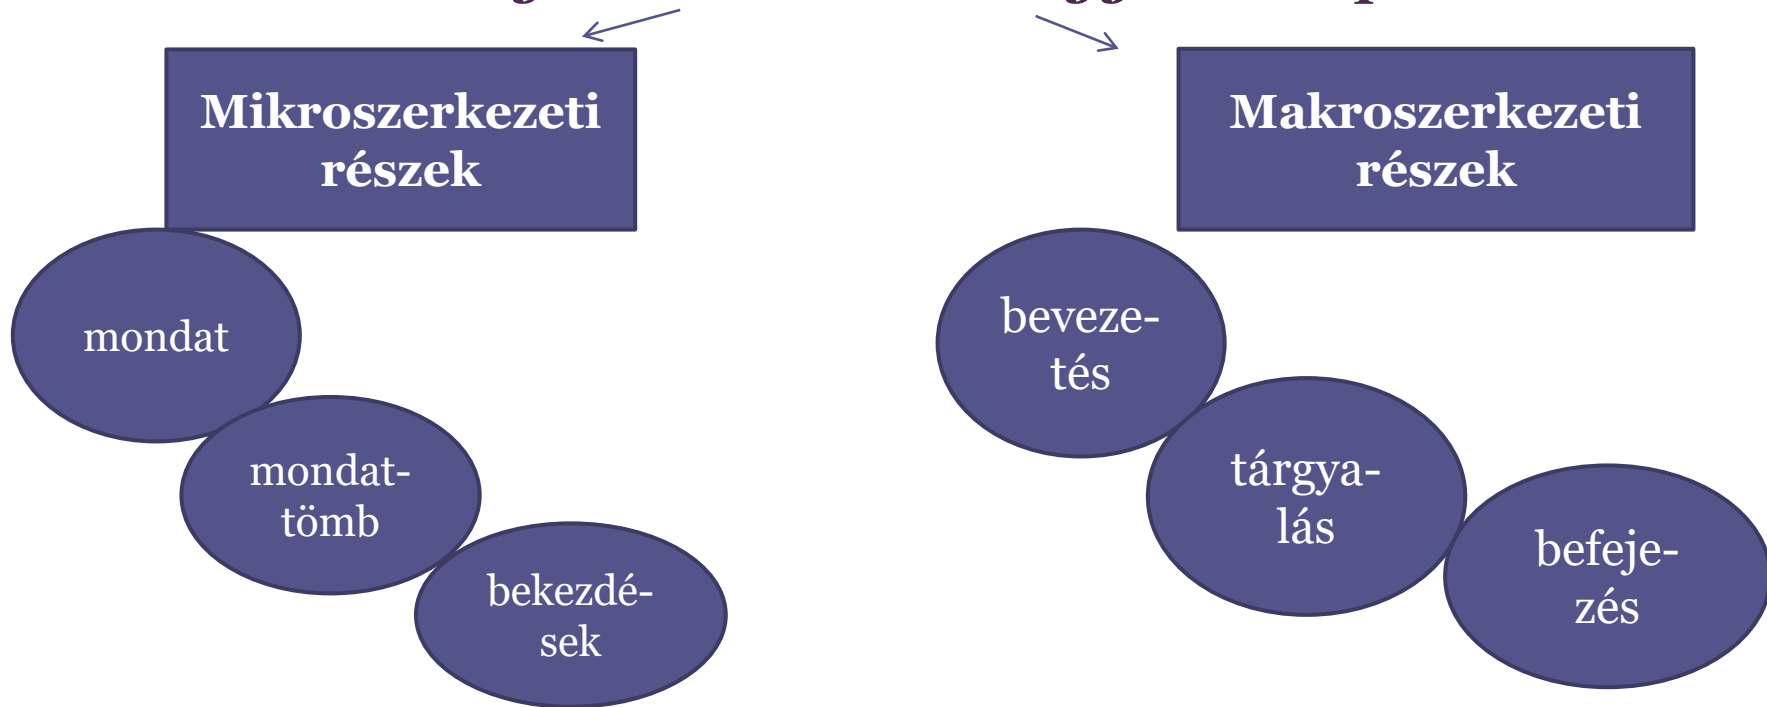 Mikroszerkezeti
részek
mondat
mondat-
tömb
bekezdé-
sek
Makroszerkezeti
részek
beveze-
tés
tárgya-
lás
befeje-
zés